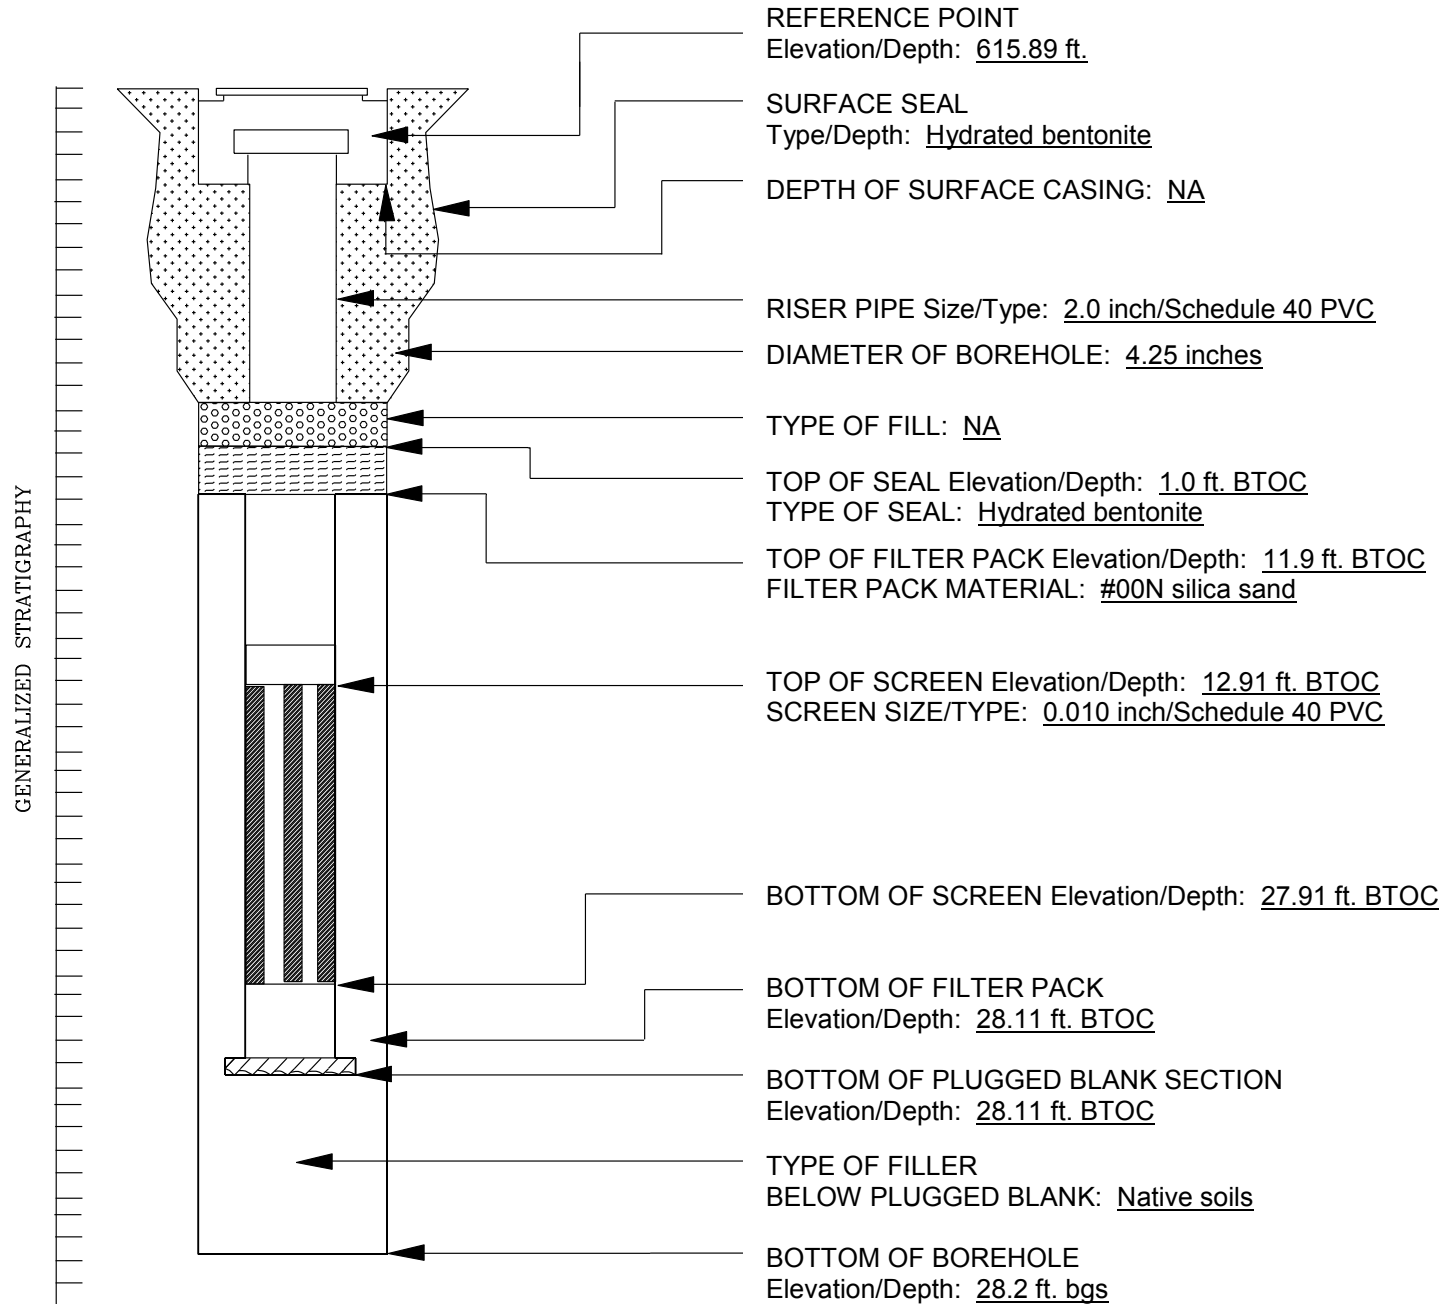 REFERENCE POINT
Elevation/Depth: 615.89 ft.
SURFACE SEAL
Type/Depth: Hydrated bentonite
DEPTH OF SURFACE CASING: NA
RISER PIPE Size/Type: 2.0 inch/Schedule 40 PVC
DIAMETER OF BOREHOLE: 4.25 inches
TYPE OF FILL: NA
TOP OF SEAL Elevation/Depth: 1.0 ft. BTOC
TYPE OF SEAL: Hydrated bentonite
TOP OF FILTER PACK Elevation/Depth: 11.9 ft. BTOC
FILTER PACK MATERIAL: #00N silica sand
GENERALIZED STRATIGRAPHY
TOP OF SCREEN Elevation/Depth: 12.91 ft. BTOC
SCREEN SIZE/TYPE: 0.010 inch/Schedule 40 PVC
BOTTOM OF SCREEN Elevation/Depth: 27.91 ft. BTOC
BOTTOM OF FILTER PACK
Elevation/Depth: 28.11 ft. BTOC
BOTTOM OF PLUGGED BLANK SECTION
Elevation/Depth: 28.11 ft. BTOC
TYPE OF FILLER
BELOW PLUGGED BLANK: Native soils
BOTTOM OF BOREHOLE
Elevation/Depth: 28.2 ft. bgs